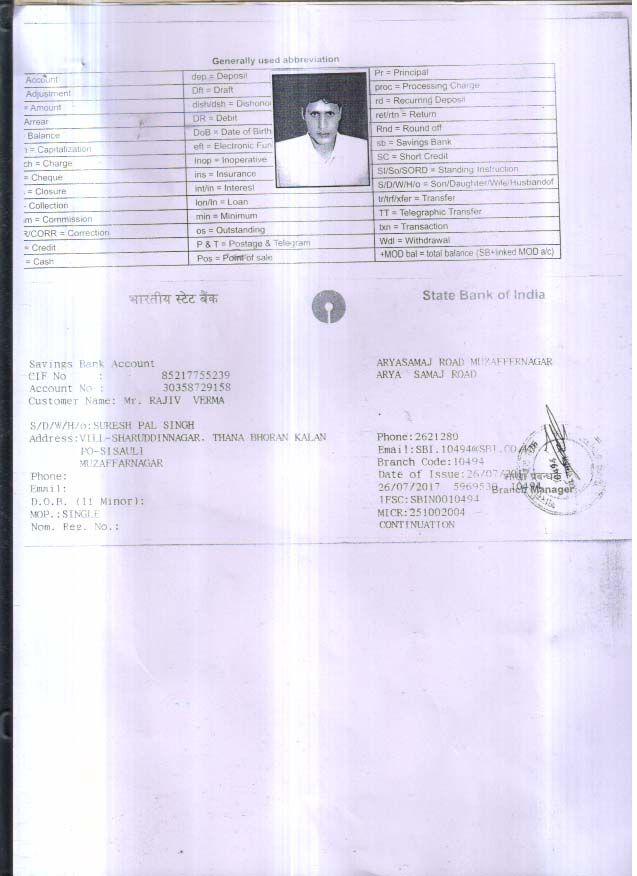 Generally used abbreviation
Account
Adjustment
= Amount
Arrear
Balance
= Capitalization
ch = Charge
= Cheque
= Closure
Collection
m = Commission
R/CORR = Correction
= Credit
= Cash
dep = Deposit
Dft = Draft
dish/dsh = Dishono
DR = Debit
DoB = Date of Birth
eft = Electronic Fun
inop = Inoperative
ins = Insurance
int/in = Interest
lon/ln = Loan
min = Minimum
os = Outstanding
P & T = Postage & Telegram
Pos = Point of sale
Pr = Principal
proc = Processing Charge
rd = Recurring Deposit
ret/rtn = Return
Rnd = Round off
sb = Savings Bank
SC = Short Credit
SI/So/SORD = Standing Instruction
S/D/W/H/o = Son/Daughter/Wife/Husbandof
tr/trf/xfer = Transfer
TT = Telegraphic Transfer
txn = Transaction
Wdl = Withdrawal
+MOD bal = total balance (SB+linked MOD a/c)
भारतीय स्टेट बैंक
State Bank of India
Savings Bank Account
CIF No : 85217755239
Account No : 30358729158
Customer Name: Mr. RAJIV VERMA
S/D/W/H/o:SURESH PAL SINGH
Address:VILL-SHARUDDINNAGAR. THANA BHORAN KALAN
PO-SISAULI
MUZAFFARNAGAR
Phone:
Email:
D.O.B. (If Minor):
MOP.:SINGLE
Nom. Reg. No.:
ARYASAMAJ ROAD MUZAFFERNAGAR
ARYA SAMAJ ROAD
Phone:2621280
Email:SBI.10494@SBI.CO
Branch Code:10494
Date of Issue:26/07/2017
26/07/2017 5969538 10494
शाखा प्रबन्धक
Branch Manager
IFSC:SBIN0010494
MICR:251002004
CONTINUATION